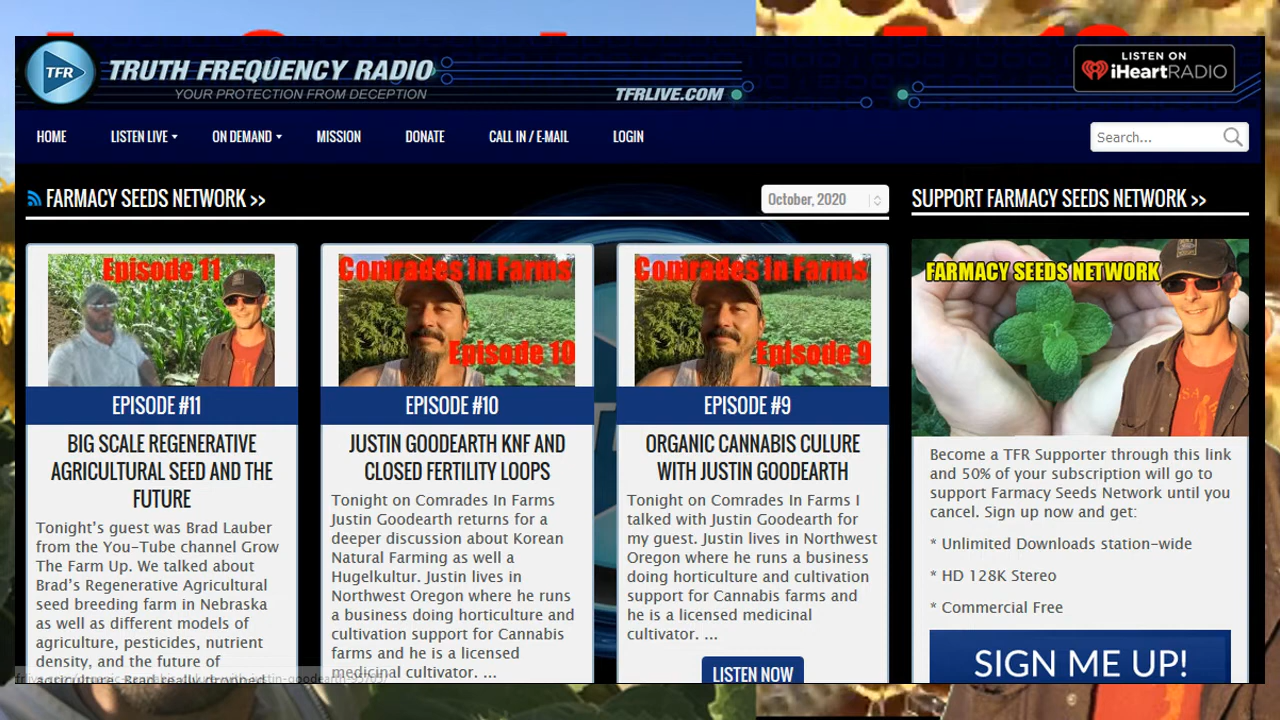 TFR
TRUTH FREQUENCY RADIO
YOUR PROTECTION FROM DECEPTION
TFRLIVE.COM
LISTEN ON
iHeartRADIO
HOME
LISTEN LIVE
ON DEMAND
MISSION
DONATE
CALL IN / E-MAIL
LOGIN
Search...
FARMACY SEEDS NETWORK >>
October, 2020
Episode 11
EPISODE #11
BIG SCALE REGENERATIVE
AGRICULTURAL SEED AND THE
FUTURE
Tonight's guest was Brad Lauber
from the You-Tube channel Grow
The Farm Up. We talked about
Brad's Regenerative Agricultural
seed breeding farm in Nebraska
as well as different models of
agriculture, pesticides, nutrient
density, and the future of
Comrades In Farms
Episode 10
EPISODE #10
JUSTIN GOODEARTH KNF AND
CLOSED FERTILITY LOOPS
Tonight on Comrades In Farms
Justin Goodearth returns for a
deeper discussion about Korean
Natural Farming as well a
Hugelkultur. Justin lives in
Northwest Oregon where he runs
a business doing horticulture and
cultivation support for Cannabis
farms and he is a licensed
medicinal cultivator. ...
Comrades In Farms
Episode 9
EPISODE #9
ORGANIC CANNABIS CULURE
WITH JUSTIN GOODEARTH
Tonight on Comrades In Farms I
talked with Justin Goodearth for
my guest. Justin lives in Northwest
Oregon where he runs a business
doing horticulture and cultivation
support for Cannabis farms and
he is a licensed medicinal
cultivator. ...
LISTEN NOW
SUPPORT FARMACY SEEDS NETWORK >>
FARMACY SEEDS NETWORK
Become a TFR Supporter through this link
and 50% of your subscription will go to
support Farmacy Seeds Network until you
cancel. Sign up now and get:
* Unlimited Downloads station-wide
* HD 128K Stereo
* Commercial Free
SIGN ME UP!